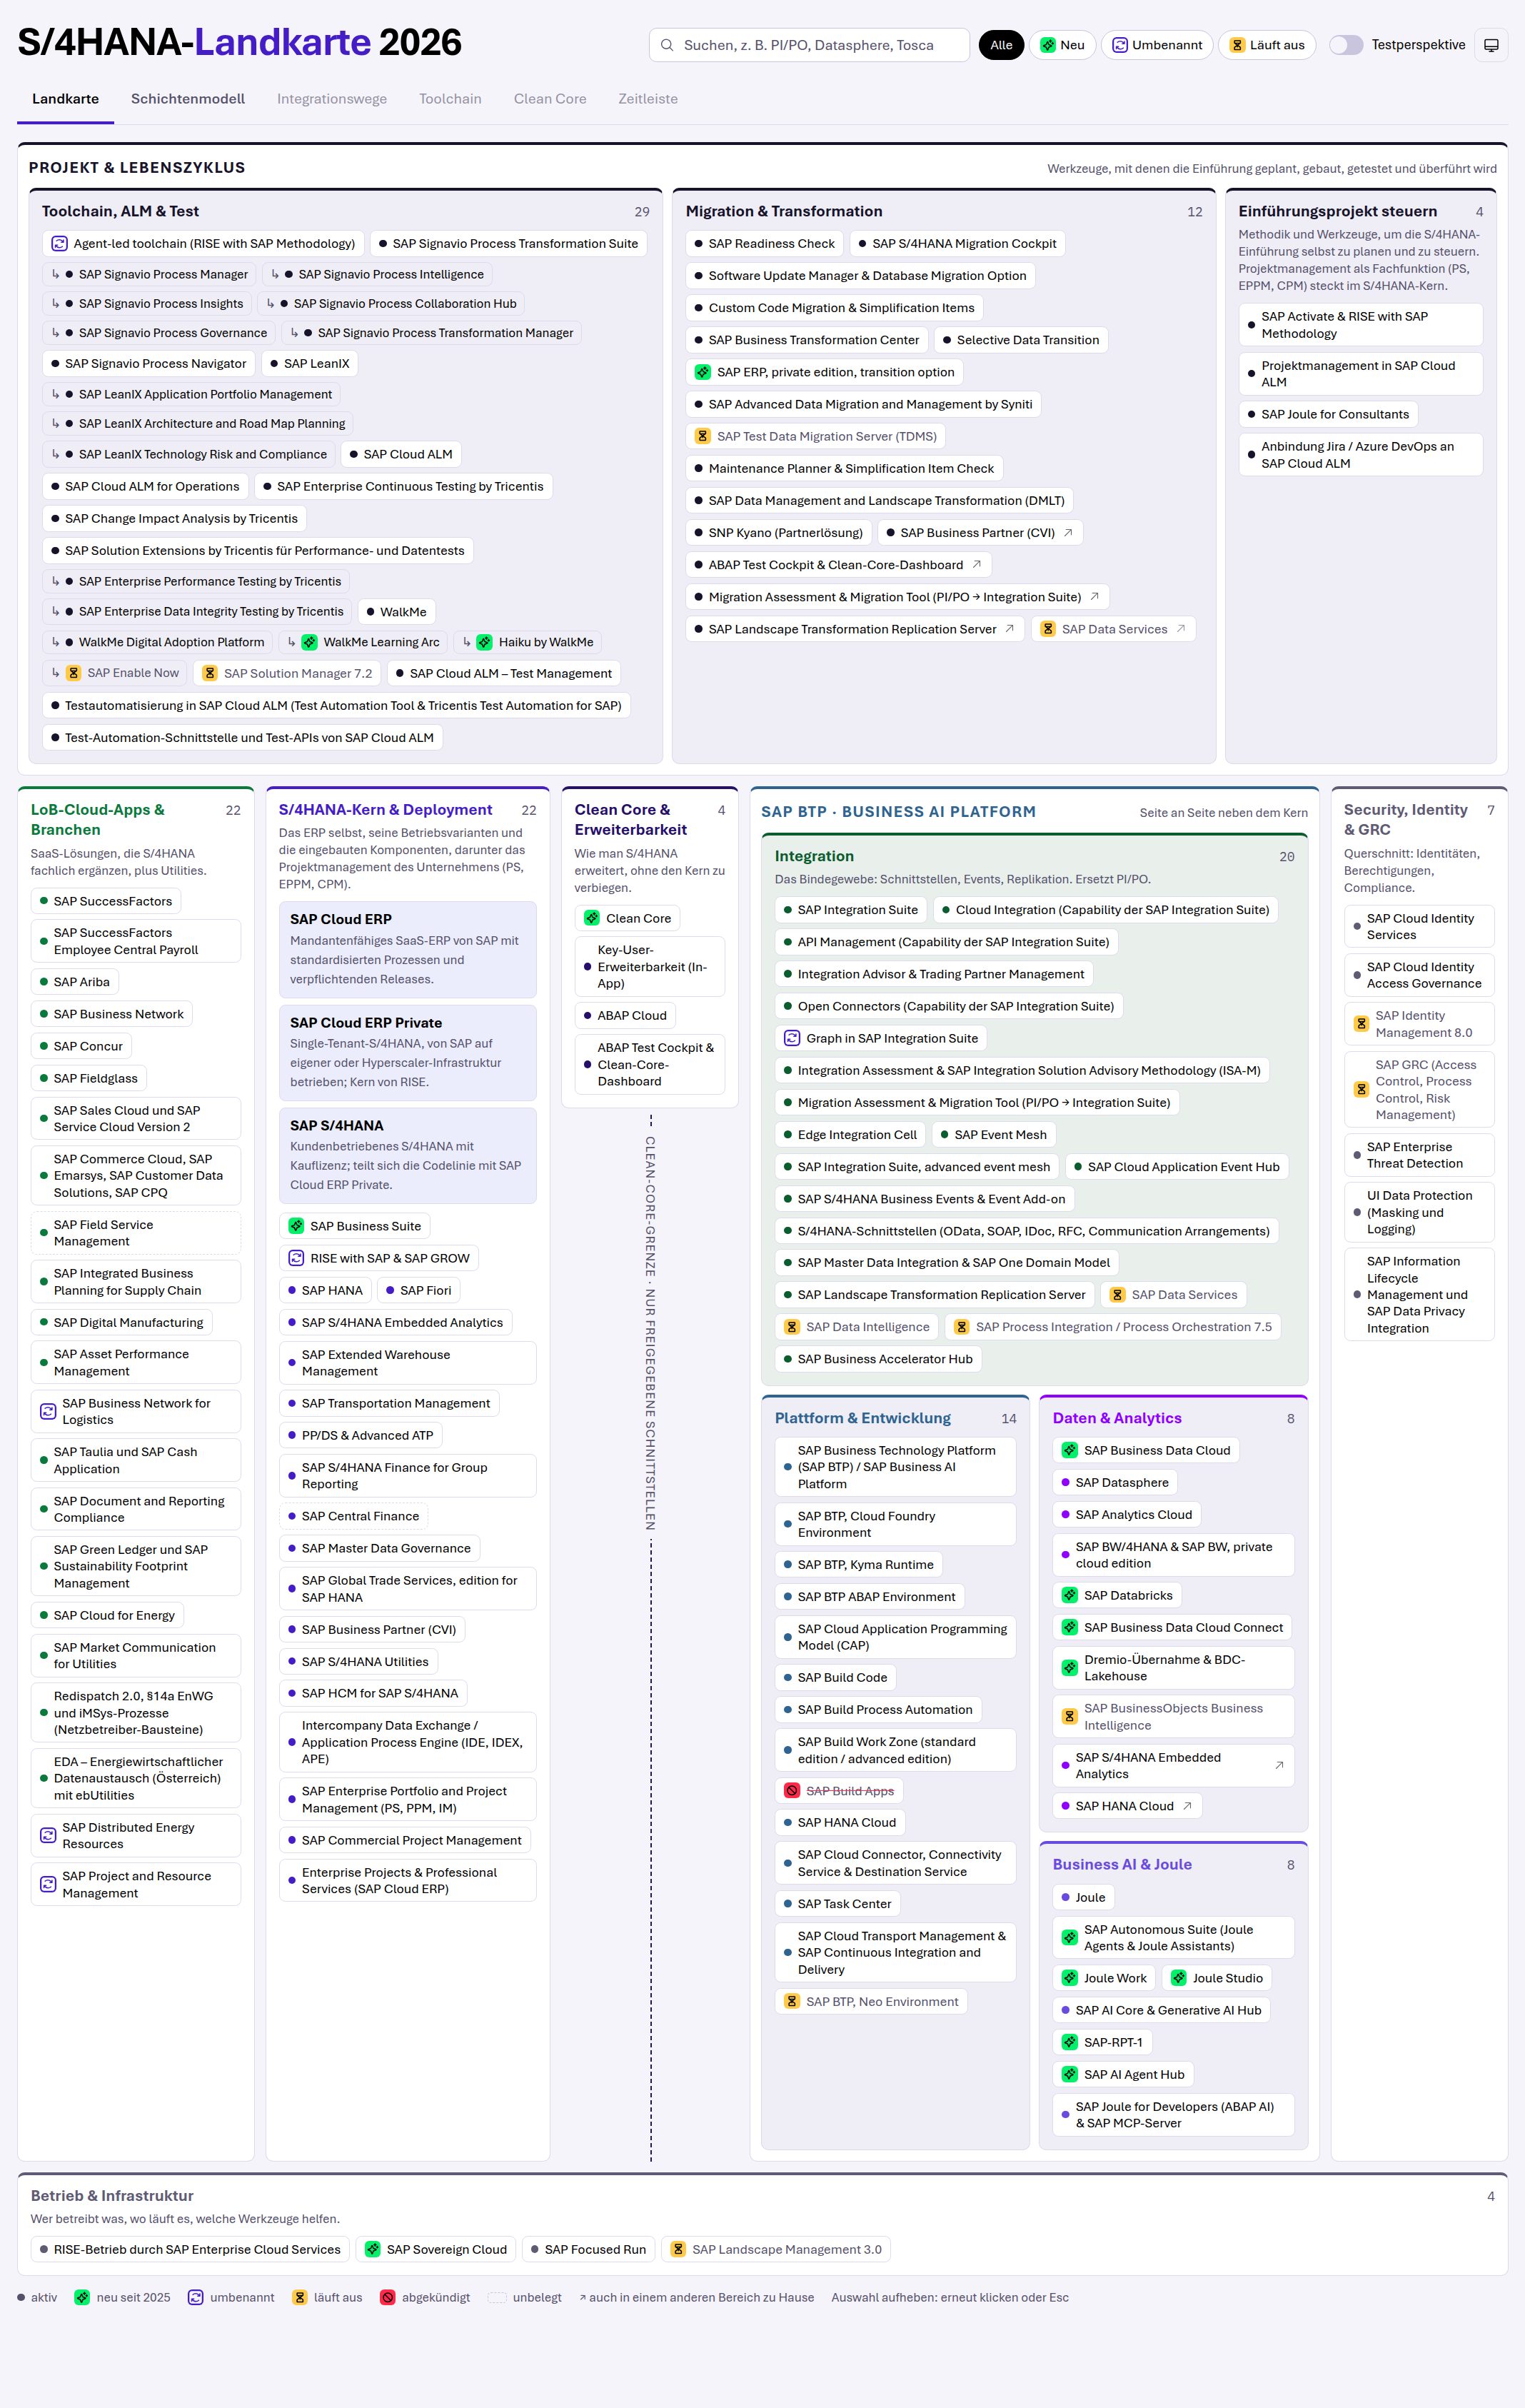 S/4HANA-Landkarte 2026
Suchen, z. B. PI/PO, Datasphere, Tosca
Alle
Neu
Umbenannt
Läuft aus
Testperspektive
Landkarte
Schichtenmodell
Integrationswege
Toolchain
Clean Core
Zeitleiste
PROJEKT & LEBENSZYKLUS
Werkzeuge, mit denen die Einführung geplant, gebaut, getestet und überführt wird
Toolchain, ALM & Test 29
Agent-led toolchain (RISE with SAP Methodology)
SAP Signavio Process Transformation Suite
↳ SAP Signavio Process Manager
↳ SAP Signavio Process Intelligence
↳ SAP Signavio Process Insights
↳ SAP Signavio Process Collaboration Hub
↳ SAP Signavio Process Governance
↳ SAP Signavio Process Transformation Manager
SAP Signavio Process Navigator
SAP LeanIX
↳ SAP LeanIX Application Portfolio Management
↳ SAP LeanIX Architecture and Road Map Planning
↳ SAP LeanIX Technology Risk and Compliance
SAP Cloud ALM
SAP Cloud ALM for Operations
SAP Enterprise Continuous Testing by Tricentis
SAP Change Impact Analysis by Tricentis
SAP Solution Extensions by Tricentis für Performance- und Datentests
↳ SAP Enterprise Performance Testing by Tricentis
↳ SAP Enterprise Data Integrity Testing by Tricentis
WalkMe
↳ WalkMe Digital Adoption Platform
↳ WalkMe Learning Arc
↳ Haiku by WalkMe
↳ SAP Enable Now
SAP Solution Manager 7.2
SAP Cloud ALM – Test Management
Testautomatisierung in SAP Cloud ALM (Test Automation Tool & Tricentis Test Automation for SAP)
Test-Automation-Schnittstelle und Test-APIs von SAP Cloud ALM
Migration & Transformation 12
SAP Readiness Check
SAP S/4HANA Migration Cockpit
Software Update Manager & Database Migration Option
Custom Code Migration & Simplification Items
SAP Business Transformation Center
Selective Data Transition
SAP ERP, private edition, transition option
SAP Advanced Data Migration and Management by Syniti
SAP Test Data Migration Server (TDMS)
Maintenance Planner & Simplification Item Check
SAP Data Management and Landscape Transformation (DMLT)
SNP Kyano (Partnerlösung)
SAP Business Partner (CVI) ↗
ABAP Test Cockpit & Clean-Core-Dashboard ↗
Migration Assessment & Migration Tool (PI/PO → Integration Suite) ↗
SAP Landscape Transformation Replication Server ↗
SAP Data Services ↗
Einführungsprojekt steuern 4
Methodik und Werkzeuge, um die S/4HANA-
Einführung selbst zu planen und zu steuern.
Projektmanagement als Fachfunktion (PS,
EPPM, CPM) steckt im S/4HANA-Kern.
SAP Activate & RISE with SAP
Methodology
Projektmanagement in SAP Cloud
ALM
SAP Joule for Consultants
Anbindung Jira / Azure DevOps an
SAP Cloud ALM
LoB-Cloud-Apps & 22
Branchen
SaaS-Lösungen, die S/4HANA
fachlich ergänzen, plus Utilities.
SAP SuccessFactors
SAP SuccessFactors
Employee Central Payroll
SAP Ariba
SAP Business Network
SAP Concur
SAP Fieldglass
SAP Sales Cloud und SAP
Service Cloud Version 2
SAP Commerce Cloud, SAP
Emarsys, SAP Customer Data
Solutions, SAP CPQ
SAP Field Service
Management
SAP Integrated Business
Planning for Supply Chain
SAP Digital Manufacturing
SAP Asset Performance
Management
SAP Business Network for
Logistics
SAP Taulia und SAP Cash
Application
SAP Document and Reporting
Compliance
SAP Green Ledger und SAP
Sustainability Footprint
Management
SAP Cloud for Energy
SAP Market Communication
for Utilities
Redispatch 2.0, §14a EnWG
und iMSys-Prozesse
(Netzbetreiber-Bausteine)
EDA – Energiewirtschaftlicher
Datenaustausch (Österreich)
mit ebUtilities
SAP Distributed Energy
Resources
SAP Project and Resource
Management
S/4HANA-Kern & Deployment 22
Das ERP selbst, seine Betriebsvarianten und
die eingebauten Komponenten, darunter das
Projektmanagement des Unternehmens (PS,
EPPM, CPM).
SAP Cloud ERP
Mandantenfähiges SaaS-ERP von SAP mit
standardisierten Prozessen und
verpflichtenden Releases.
SAP Cloud ERP Private
Single-Tenant-S/4HANA, von SAP auf
eigener oder Hyperscaler-Infrastruktur
betrieben; Kern von RISE.
SAP S/4HANA
Kundenbetriebenes S/4HANA mit
Kauflizenz; teilt sich die Codelinie mit SAP
Cloud ERP Private.
SAP Business Suite
RISE with SAP & SAP GROW
SAP HANA
SAP Fiori
SAP S/4HANA Embedded Analytics
SAP Extended Warehouse
Management
SAP Transportation Management
PP/DS & Advanced ATP
SAP S/4HANA Finance for Group
Reporting
SAP Central Finance
SAP Master Data Governance
SAP Global Trade Services, edition for
SAP HANA
SAP Business Partner (CVI)
SAP S/4HANA Utilities
SAP HCM for SAP S/4HANA
Intercompany Data Exchange /
Application Process Engine (IDE, IDEX,
APE)
SAP Enterprise Portfolio and Project
Management (PS, PPM, IM)
SAP Commercial Project Management
Enterprise Projects & Professional
Services (SAP Cloud ERP)
Clean Core & 4
Erweiterbarkeit
Wie man S/4HANA
erweitert, ohne den Kern zu
verbiegen.
Clean Core
Key-User-
Erweiterbarkeit (In-
App)
ABAP Cloud
ABAP Test Cockpit &
Clean-Core-
Dashboard
CLEAN-CORE-GRENZE · NUR FREIGEGEBENE SCHNITTSTELLEN
SAP BTP · BUSINESS AI PLATFORM
Seite an Seite neben dem Kern
Integration 20
Das Bindegewebe: Schnittstellen, Events, Replikation. Ersetzt PI/PO.
SAP Integration Suite
Cloud Integration (Capability der SAP Integration Suite)
API Management (Capability der SAP Integration Suite)
Integration Advisor & Trading Partner Management
Open Connectors (Capability der SAP Integration Suite)
Graph in SAP Integration Suite
Integration Assessment & SAP Integration Solution Advisory Methodology (ISA-M)
Migration Assessment & Migration Tool (PI/PO → Integration Suite)
Edge Integration Cell
SAP Event Mesh
SAP Integration Suite, advanced event mesh
SAP Cloud Application Event Hub
SAP S/4HANA Business Events & Event Add-on
S/4HANA-Schnittstellen (OData, SOAP, IDoc, RFC, Communication Arrangements)
SAP Master Data Integration & SAP One Domain Model
SAP Landscape Transformation Replication Server
SAP Data Services
SAP Data Intelligence
SAP Process Integration / Process Orchestration 7.5
SAP Business Accelerator Hub
Plattform & Entwicklung 14
SAP Business Technology Platform
(SAP BTP) / SAP Business AI
Platform
SAP BTP, Cloud Foundry
Environment
SAP BTP, Kyma Runtime
SAP BTP ABAP Environment
SAP Cloud Application Programming
Model (CAP)
SAP Build Code
SAP Build Process Automation
SAP Build Work Zone (standard
edition / advanced edition)
SAP Build Apps
SAP HANA Cloud
SAP Cloud Connector, Connectivity
Service & Destination Service
SAP Task Center
SAP Cloud Transport Management &
SAP Continuous Integration and
Delivery
SAP BTP, Neo Environment
Daten & Analytics 8
SAP Business Data Cloud
SAP Datasphere
SAP Analytics Cloud
SAP BW/4HANA & SAP BW, private
cloud edition
SAP Databricks
SAP Business Data Cloud Connect
Dremio-Übernahme & BDC-
Lakehouse
SAP BusinessObjects Business
Intelligence
SAP S/4HANA Embedded
Analytics ↗
SAP HANA Cloud ↗
Business AI & Joule 8
Joule
SAP Autonomous Suite (Joule
Agents & Joule Assistants)
Joule Work
Joule Studio
SAP AI Core & Generative AI Hub
SAP-RPT-1
SAP AI Agent Hub
SAP Joule for Developers (ABAP AI)
& SAP MCP-Server
Security, Identity 7
& GRC
Querschnitt: Identitäten,
Berechtigungen,
Compliance.
SAP Cloud Identity
Services
SAP Cloud Identity
Access Governance
SAP Identity
Management 8.0
SAP GRC (Access
Control, Process
Control, Risk
Management)
SAP Enterprise
Threat Detection
UI Data Protection
(Masking und
Logging)
SAP Information
Lifecycle
Management und
SAP Data Privacy
Integration
Betrieb & Infrastruktur 4
Wer betreibt was, wo läuft es, welche Werkzeuge helfen.
RISE-Betrieb durch SAP Enterprise Cloud Services
SAP Sovereign Cloud
SAP Focused Run
SAP Landscape Management 3.0
aktiv
neu seit 2025
umbenannt
läuft aus
abgekündigt
unbelegt
↗ auch in einem anderen Bereich zu Hause
Auswahl aufheben: erneut klicken oder Esc